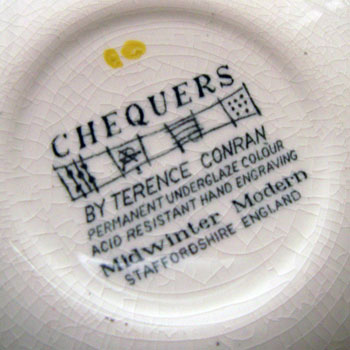 CHEQUERS
BY TERENCE CONRAN
PERMANENT UNDERGLAZE COLOUR
ACID RESISTANT HAND ENGRAVING
Midwinter Modern
STAFFORDSHIRE ENGLAND